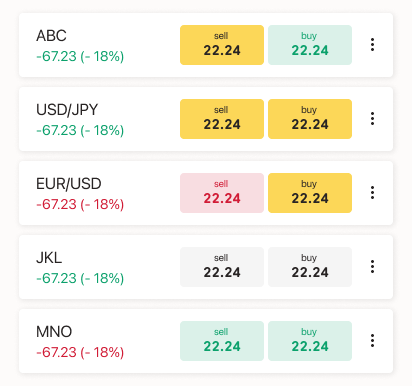 ABC
-67.23 (- 18%)
sell
22.24
buy
22.24
USD/JPY
-67.23 (- 18%)
sell
22.24
buy
22.24
EUR/USD
-67.23 (- 18%)
sell
22.24
buy
22.24
JKL
-67.23 (- 18%)
sell
22.24
buy
22.24
MNO
-67.23 (- 18%)
sell
22.24
buy
22.24